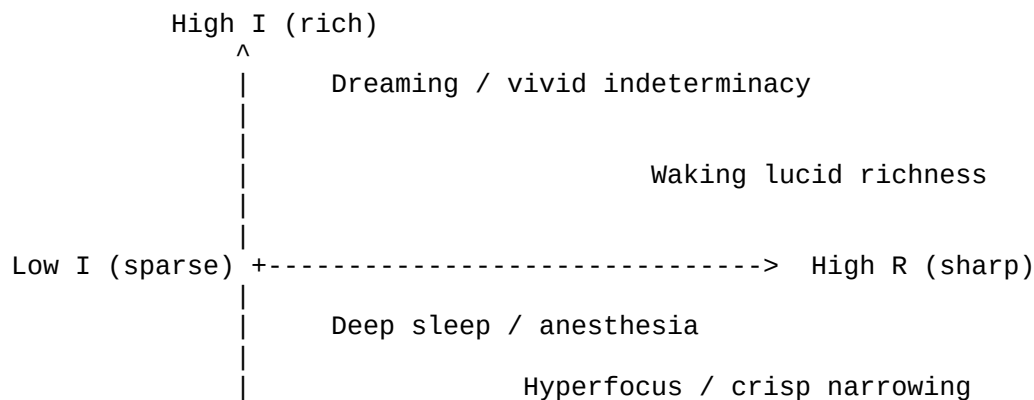 High I (rich)
^
| Dreaming / vivid indeterminacy
|
|
| Waking lucid richness
|
|
Low I (sparse) +--------------------------------> High R (sharp)
|
| Deep sleep / anesthesia
|
| Hyperfocus / crisp narrowing